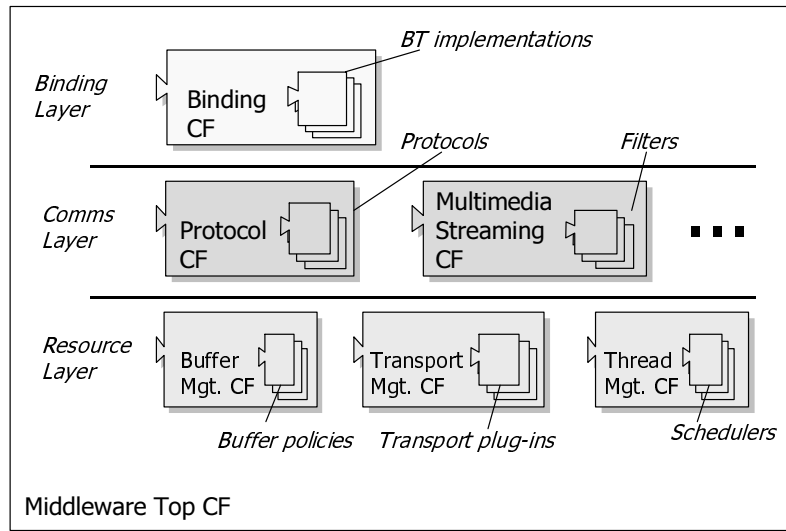 BT implementations
Binding
Layer
Binding
CF
Protocols
Filters
Comms
Layer
Protocol
CF
Multimedia
Streaming
CF
Resource
Layer
Buffer
Mgt. CF
Transport
Mgt. CF
Thread
Mgt. CF
Buffer policies
Transport plug-ins
Schedulers
Middleware Top CF